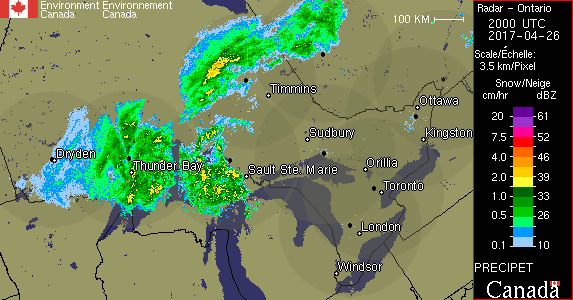 Environment Environnement
Canada Canada
100 KM
Timmins
Ottawa
Sudbury
Kingston
Dryden
Thunder Bay
Sault Ste. Marie
Orillia
Toronto
London
Windsor
Radar - Ontario
2000 UTC
2017-04-26
Scale/Échelle:
3.5 km/Pixel
Snow/Neige
cm/hr dBZ
20 61
7.5 52
4.0 46
2.0 39
1.0 33
0.5 26
0.1 10
PRECIPET
Canada